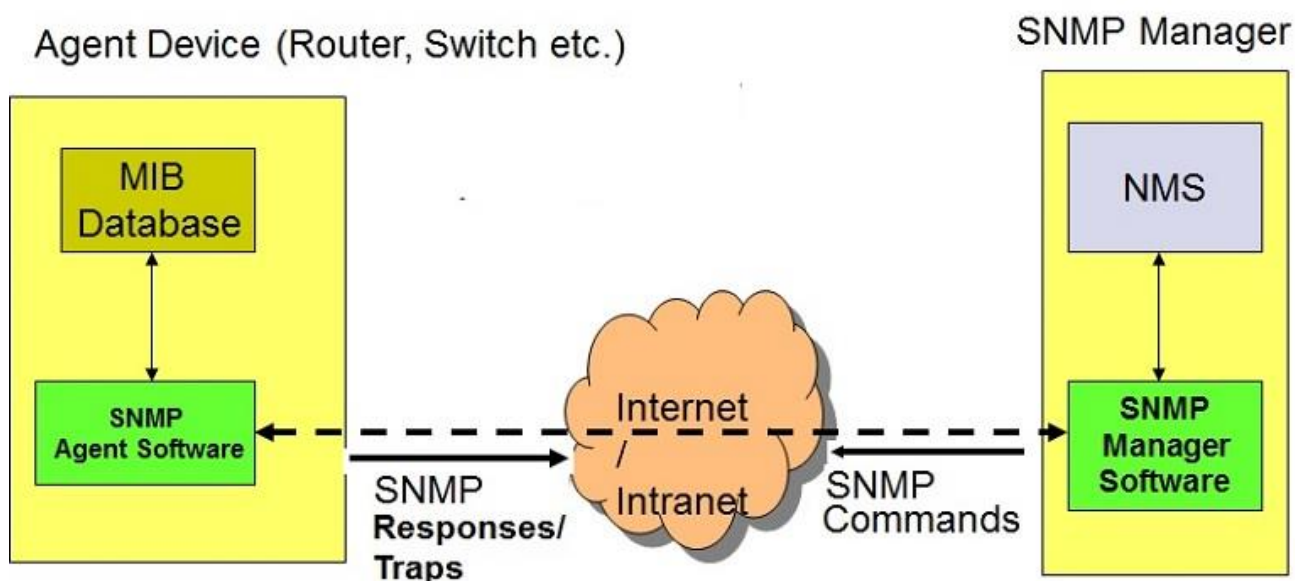 Agent Device (Router, Switch etc.)
SNMP Manager
MIB
Database
NMS
SNMP
Agent Software
Internet
/
Intranet
SNMP
Manager
Software
SNMP
Responses/
Traps
SNMP
Commands